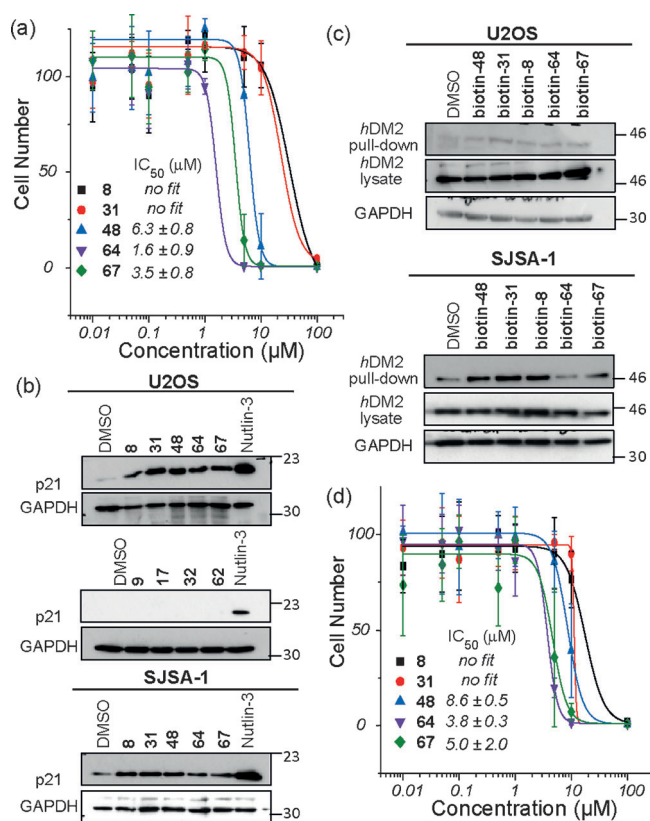 (a)
100
50
0
Cell Number
IC50 (μM)
8 no fit
31 no fit
48 6.3 ± 0.8
64 1.6 ± 0.9
67 3.5 ± 0.8
0.01 0.1 1 10 100
Concentration (μM)
(b)
U2OS
DMSO 8 31 48 64 67 Nutlin-3
23
p21
GAPDH
30
DMSO 9 17 32 62 Nutlin-3
23
p21
GAPDH
30
SJSA-1
DMSO 8 31 48 64 67 Nutlin-3
23
p21
GAPDH
30
(c)
U2OS
DMSO biotin-48 biotin-31 biotin-8 biotin-64 biotin-67
hDM2
pull-down
46
hDM2
lysate
46
GAPDH
30
SJSA-1
DMSO biotin-48 biotin-31 biotin-8 biotin-64 biotin-67
hDM2
pull-down
46
hDM2
lysate
46
GAPDH
30
(d)
100
50
0
Cell Number
IC50 (μM)
8 no fit
31 no fit
48 8.6 ± 0.5
64 3.8 ± 0.3
67 5.0 ± 2.0
0.01 0.1 1 10 100
Concentration (μM)